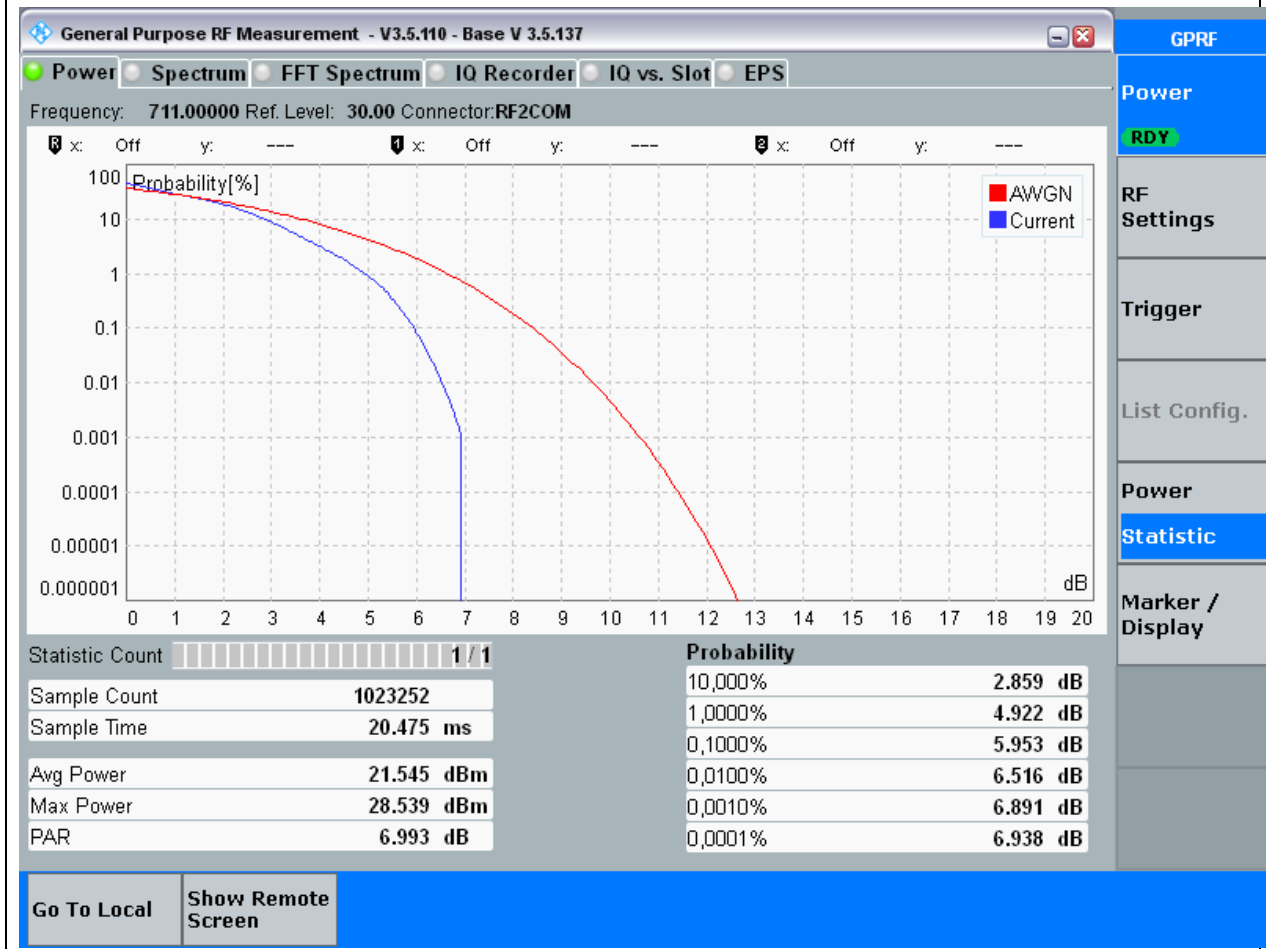 General Purpose RF Measurement - V3.5.110 - Base V 3.5.137
GPRF
Power Spectrum FFT Spectrum IQ Recorder IQ vs. Slot EPS
Frequency: 711.00000 Ref. Level: 30.00 Connector:RF2COM
R x: Off y: --- 1 x: Off y: --- 2 x: Off y: ---
Probability[%]
AWGN
Current
100
10
1
0.1
0.01
0.001
0.0001
0.00001
0.000001
dB
0 1 2 3 4 5 6 7 8 9 10 11 12 13 14 15 16 17 18 19 20
Statistic Count 1 / 1
Sample Count 1023252
Sample Time 20.475 ms
Avg Power 21.545 dBm
Max Power 28.539 dBm
PAR 6.993 dB
Probability
10,000% 2.859 dB
1,0000% 4.922 dB
0,1000% 5.953 dB
0,0100% 6.516 dB
0,0010% 6.891 dB
0,0001% 6.938 dB
Power
RDY
RF
Settings
Trigger
List Config.
Power
Statistic
Marker /
Display
Go To Local
Show Remote
Screen